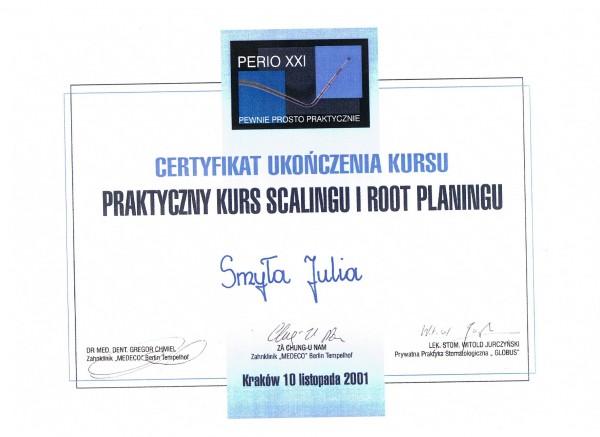 PERIO XXI
PEWNIE PROSTO PRAKTYCZNIE
CERTYFIKAT UKOŃCZENIA KURSU
PRAKTYCZNY KURS SCALINGU I ROOT PLANINGU
Smyła Julia
DR MED. DENT. GREGOR CHMIEL
Zahnklinik „MEDECO" Berlin Tempelhof
ZA CHUNG-U NAM
Zahnklinik „MEDECO" Berlin Tempelhof
LEK. STOM. WITOLD JURCZYŃSKI
Prywatna Praktyka Stomatologiczna „ GLOBUS"
Kraków 10 listopada 2001